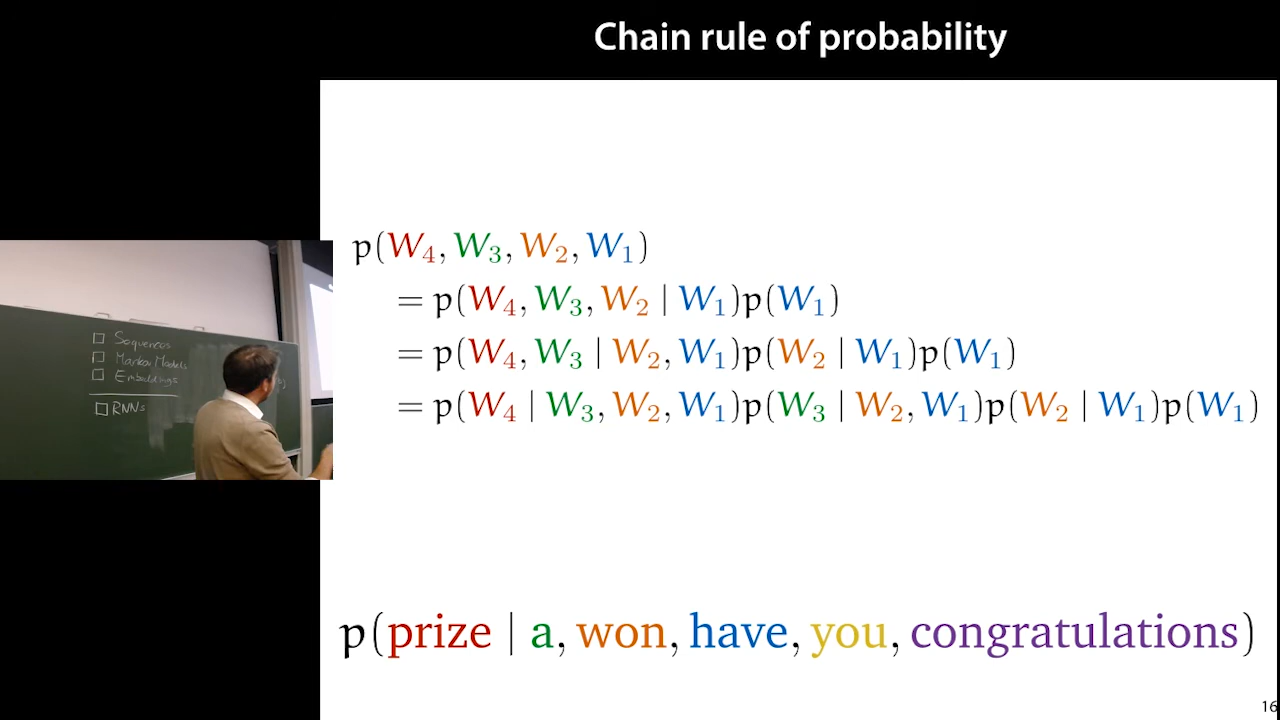 Chain rule of probability
p(W₄, W₃, W₂, W₁)
= p(W₄, W₃, W₂ | W₁)p(W₁)
= p(W₄, W₃ | W₂, W₁)p(W₂ | W₁)p(W₁)
= p(W₄ | W₃, W₂, W₁)p(W₃ | W₂, W₁)p(W₂ | W₁)p(W₁)
Sequences
Markov Models
Embeddings
RNNs
p(prize | a, won, have, you, congratulations)
16